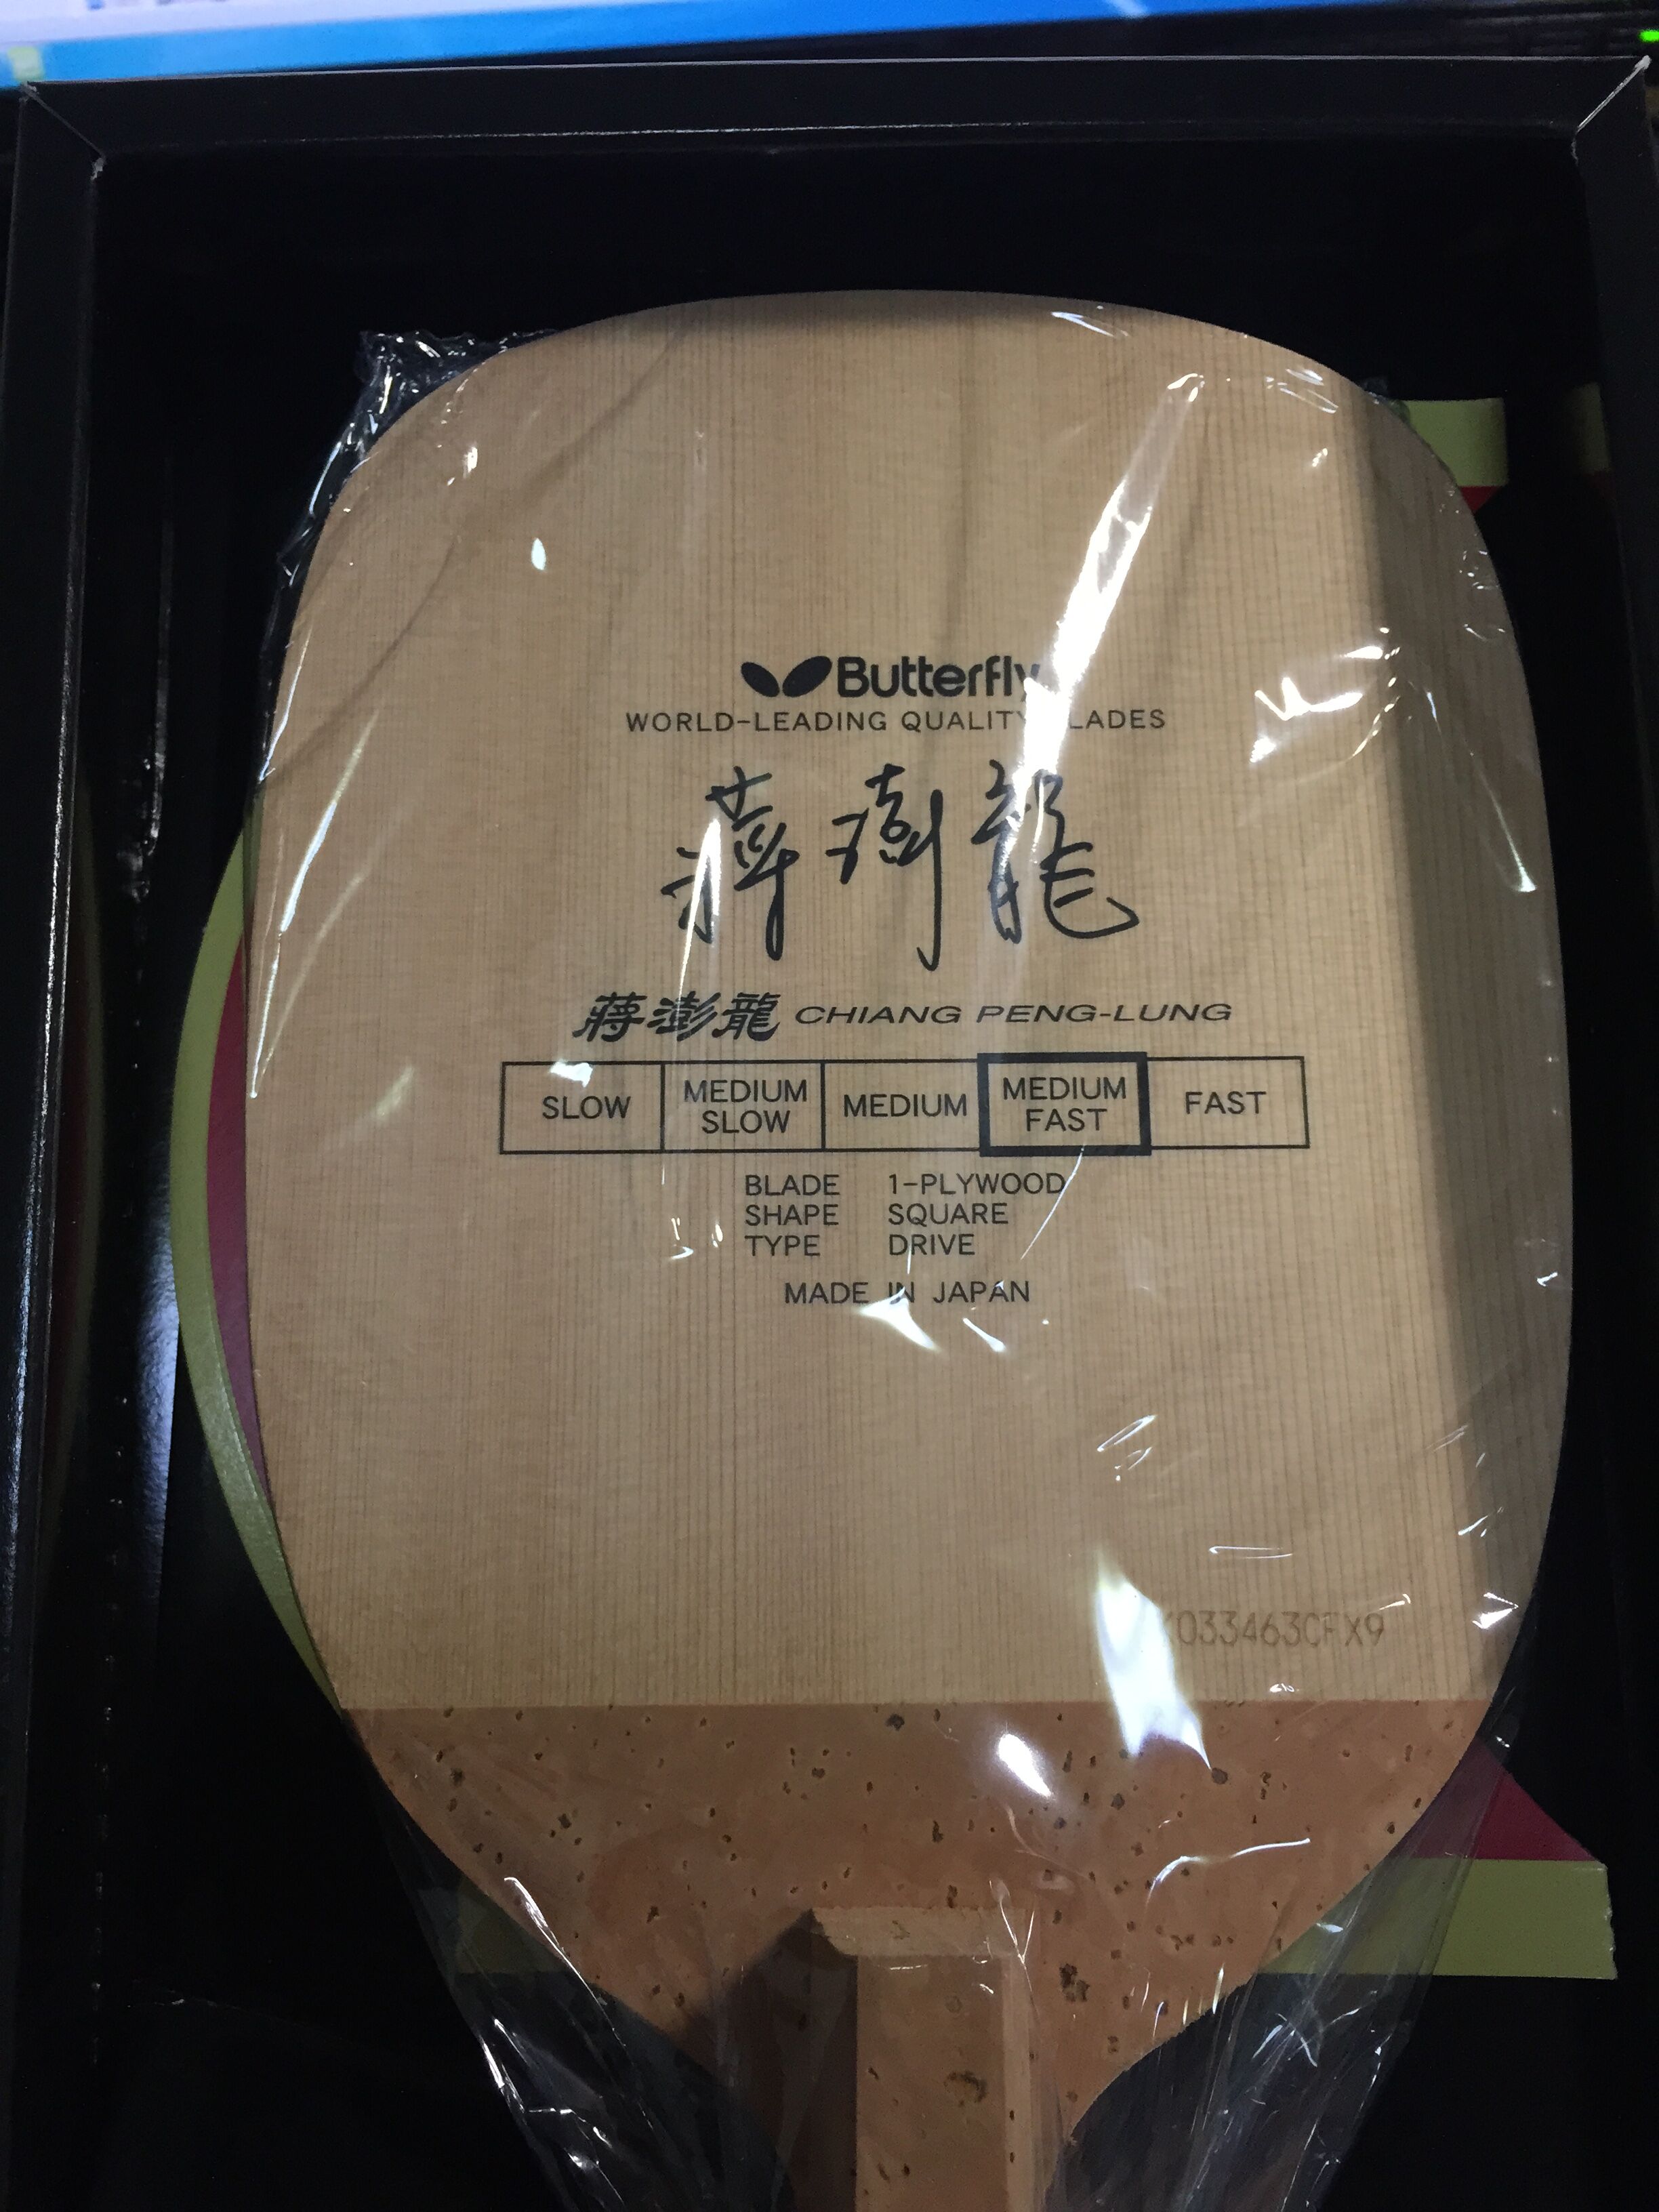 Butterfly
WORLD-LEADING QUALITY BLADES
蔣澎龍
蔣澎龍 CHIANG PENG-LUNG
SLOW MEDIUM SLOW MEDIUM MEDIUM FAST FAST
BLADE 1-PLYWOOD
SHAPE SQUARE
TYPE DRIVE
MADE IN JAPAN